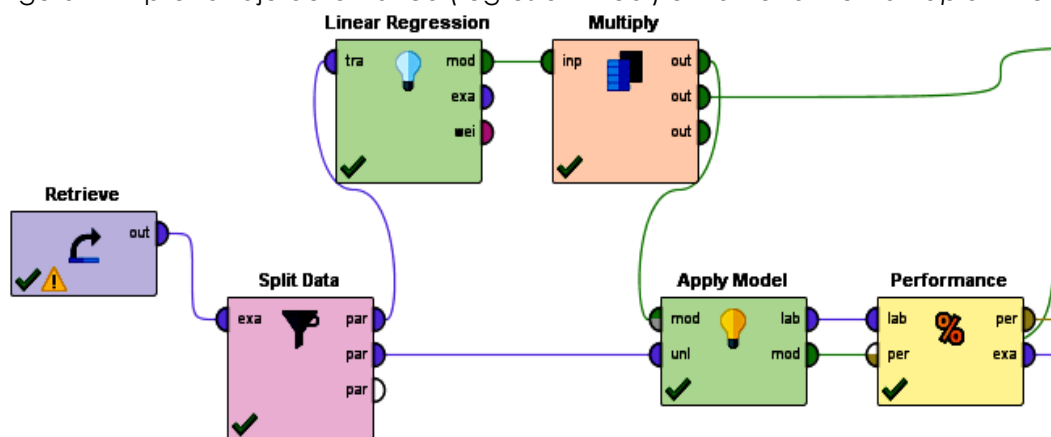 Linear Regression
Multiply
tra
mod
exa
wei
inp
out
out
out
Retrieve
out
Split Data
exa
par
par
par
Apply Model
mod
unl
lab
mod
Performance
lab
per
per
exa